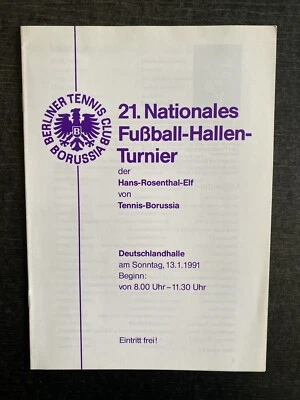 BERLINER TENNIS CLUB
B
BORUSSIA
21. Nationales
Fußball-Hallen-
Turnier
der
Hans-Rosenthal-Elf
von
Tennis-Borussia
Deutschlandhalle
am Sonntag, 13.1.1991
Beginn:
von 8.00 Uhr – 11.30 Uhr
Eintritt frei!